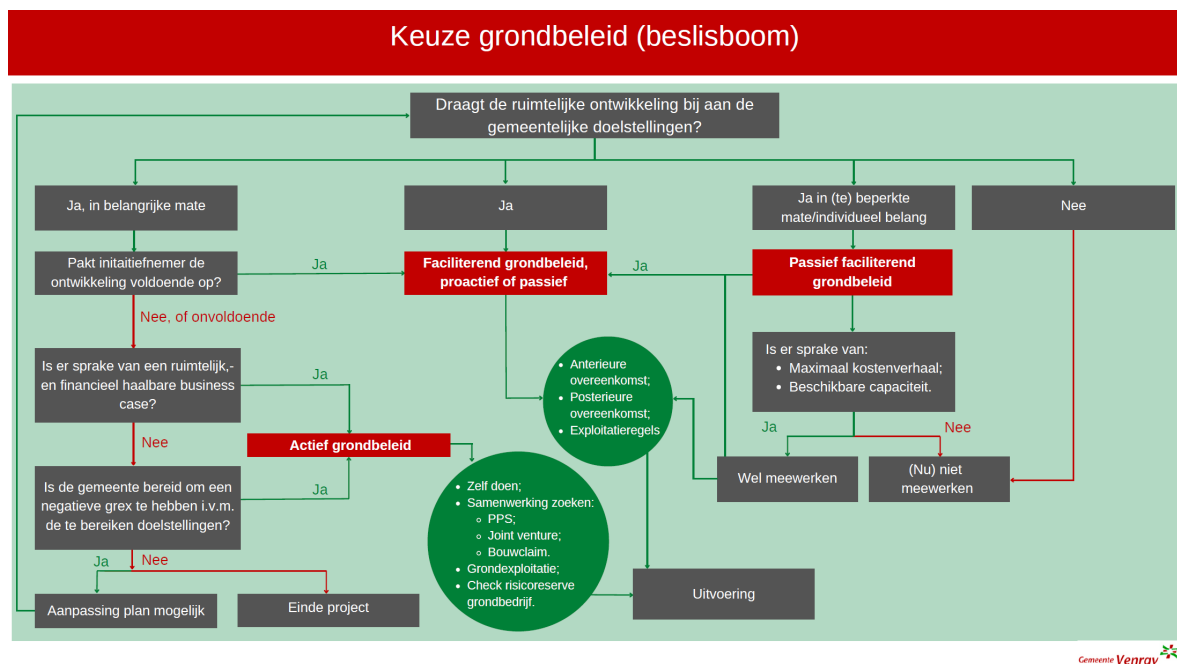 Keuze grondbeleid (beslisboom)
Draagt de ruimtelijke ontwikkeling bij aan de
gemeentelijke doelstellingen?
Ja, in belangrijke mate
Ja
Ja in (te) beperkte
mate/individueel belang
Nee
Pakt initaitiefnemer de
ontwikkeling voldoende op?
Ja
Faciliterend grondbeleid,
proactief of passief
Ja
Passief faciliterend
grondbeleid
Nee, of onvoldoende
Is er sprake van een ruimtelijk,-
en financieel haalbare business
case?
Ja
Anterieure
overeenkomst;
Posterieure
overeenkomst;
Exploitatieregels
Is er sprake van:
Maximaal kostenverhaal;
Beschikbare capaciteit.
Ja
Nee
Nee
Actief grondbeleid
Wel meewerken
(Nu) niet
meewerken
Is de gemeente bereid om een
negatieve grex te hebben i.v.m.
de te bereiken doelstellingen?
Ja
Zelf doen;
Samenwerking zoeken:
PPS;
Joint venture;
Bouwclaim.
Grondexploitatie;
Check risicoreserve
grondbedrijf.
Ja
Nee
Aanpassing plan mogelijk
Einde project
Uitvoering
Gemeente Venray